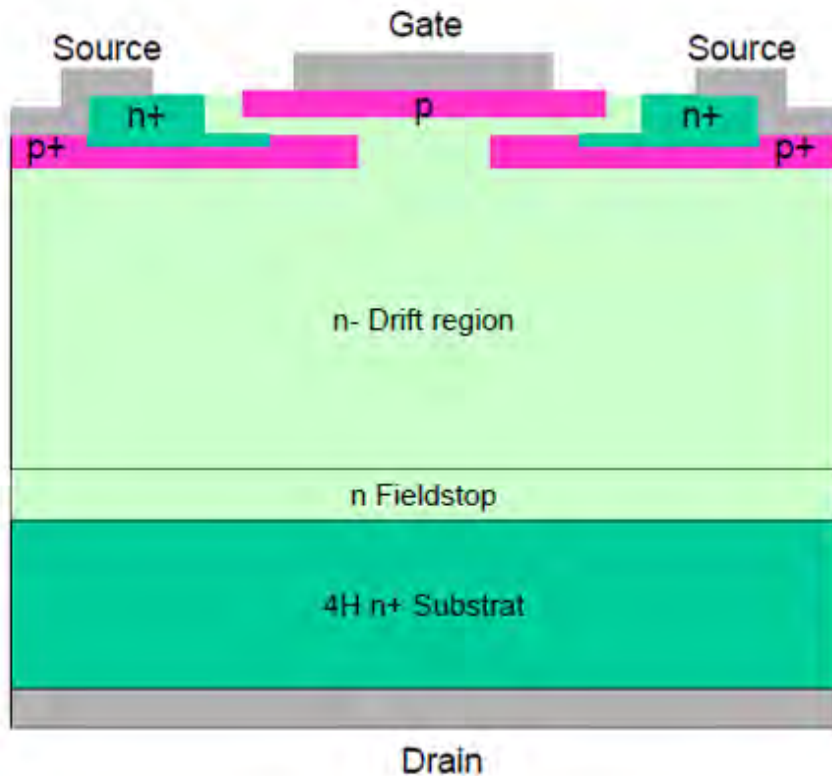 Gate
Source
Source
n+
p
n+
p+
p+
n- Drift region
n Fieldstop
4H n+ Substrat
Drain